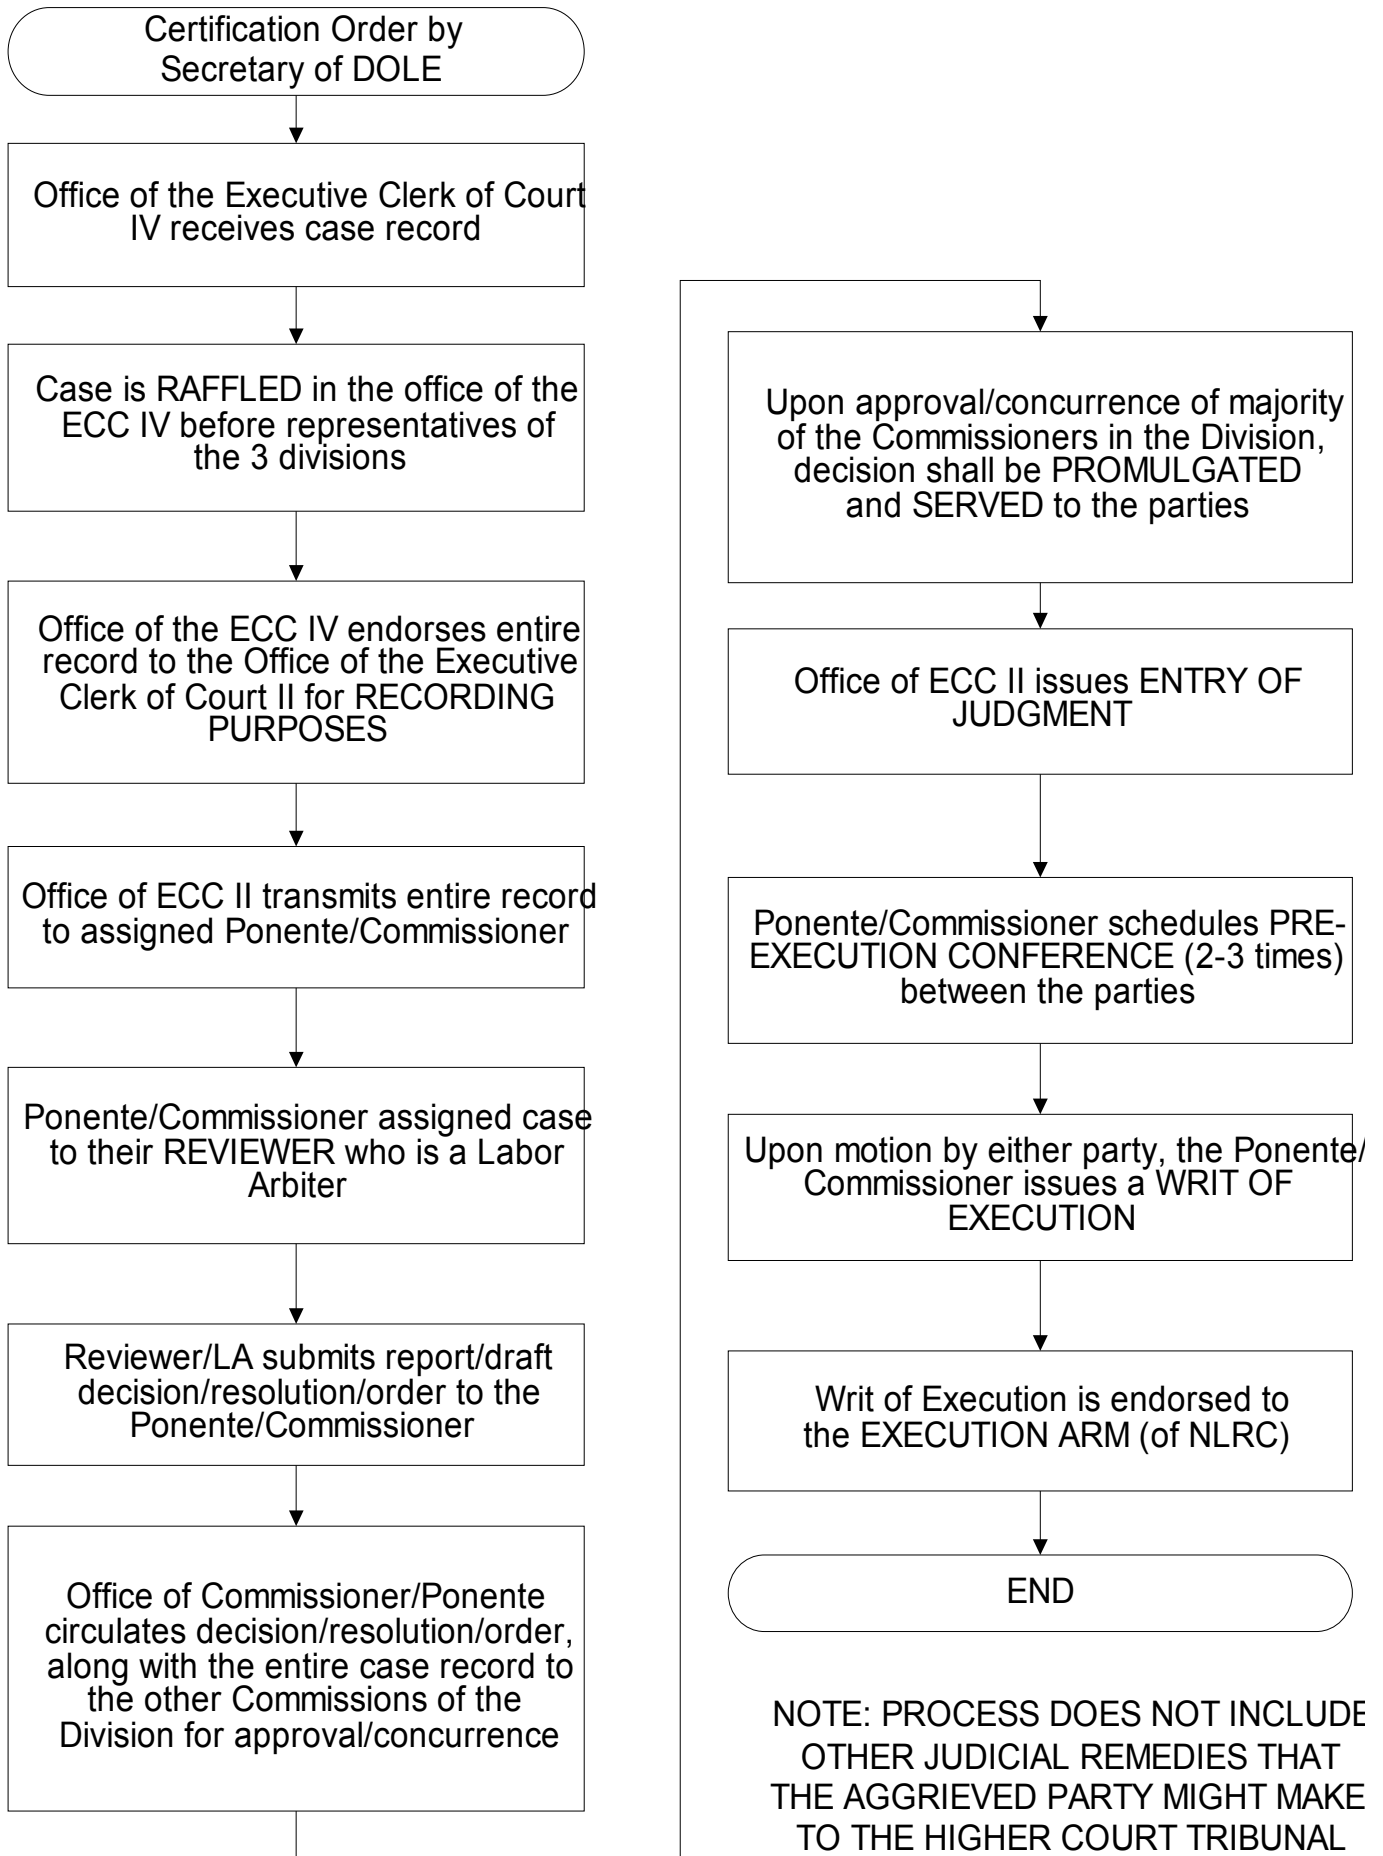 Certification Order by
Secretary of DOLE
Office of the Executive Clerk of Court
IV receives case record
Case is RAFFLED in the office of the
ECC IV before representatives of
the 3 divisions
Office of the ECC IV endorses entire
record to the Office of the Executive
Clerk of Court II for RECORDING
PURPOSES
Office of ECC II transmits entire record
to assigned Ponente/Commissioner
Ponente/Commissioner assigned case
to their REVIEWER who is a Labor
Arbiter
Reviewer/LA submits report/draft
decision/resolution/order to the
Ponente/Commissioner
Office of Commissioner/Ponente
circulates decision/resolution/order,
along with the entire case record to
the other Commissions of the
Division for approval/concurrence
Upon approval/concurrence of majority
of the Commissioners in the Division,
decision shall be PROMULGATED
and SERVED to the parties
Office of ECC II issues ENTRY OF
JUDGMENT
Ponente/Commissioner schedules PRE-
EXECUTION CONFERENCE (2-3 times)
between the parties
Upon motion by either party, the Ponente/
Commissioner issues a WRIT OF
EXECUTION
Writ of Execution is endorsed to
the EXECUTION ARM (of NLRC)
END
NOTE: PROCESS DOES NOT INCLUDE
OTHER JUDICIAL REMEDIES THAT
THE AGGRIEVED PARTY MIGHT MAKE
TO THE HIGHER COURT TRIBUNAL